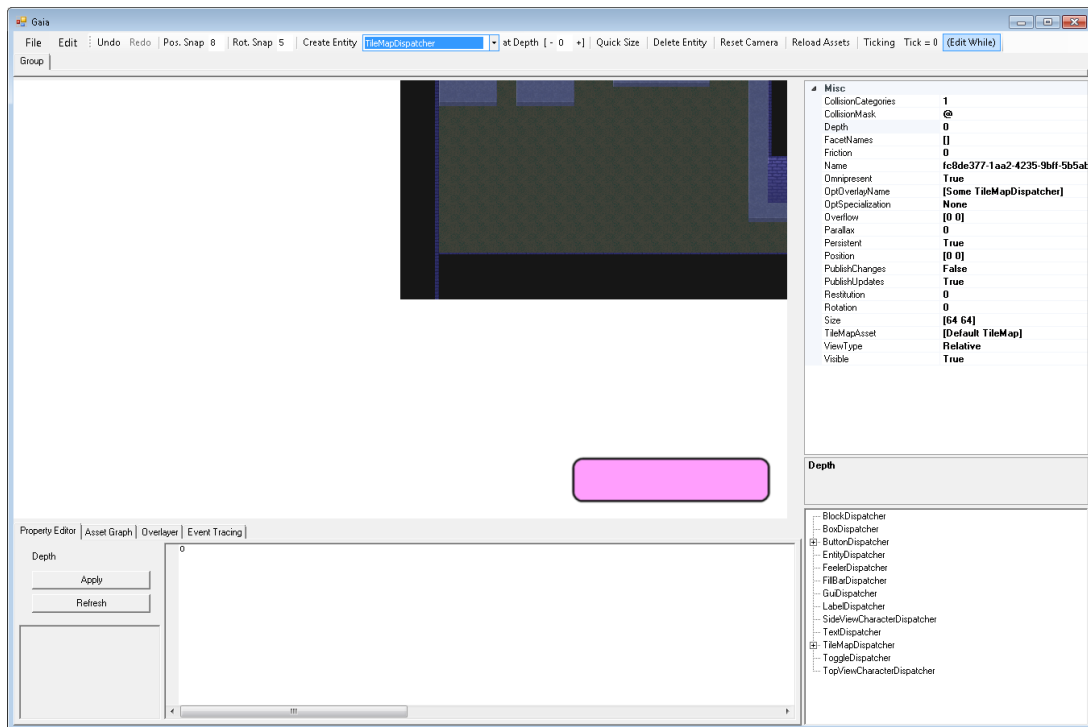 Gaia
File Edit Undo Redo Pos. Snap 8 Rot. Snap 5 Create Entity TileMapDispatcher at Depth [ - 0 +] Quick Size Delete Entity Reset Camera Reload Assets Ticking Tick = 0 (Edit While)
Group
Misc
CollisionCategories 1
CollisionMask @
Depth 0
FacetNames []
Friction 0
Name fc8de377-1aa2-4235-9bff-5b5ab
Omnipresent True
OptOverlayName [Some TileMapDispatcher]
OptSpecialization None
Overflow [0 0]
Parallax 0
Persistent True
Position [0 0]
PublishChanges False
PublishUpdates True
Restitution 0
Rotation 0
Size [64 64]
TileMapAsset [Default TileMap]
ViewType Relative
Visible True
Depth
Property Editor Asset Graph Overlayer Event Tracing
Depth
Apply
Refresh
0
BlockDispatcher
BoxDispatcher
ButtonDispatcher
EntityDispatcher
FeelerDispatcher
FillBarDispatcher
GuiDispatcher
LabelDispatcher
SideViewCharacterDispatcher
TextDispatcher
TileMapDispatcher
ToggleDispatcher
TopViewCharacterDispatcher